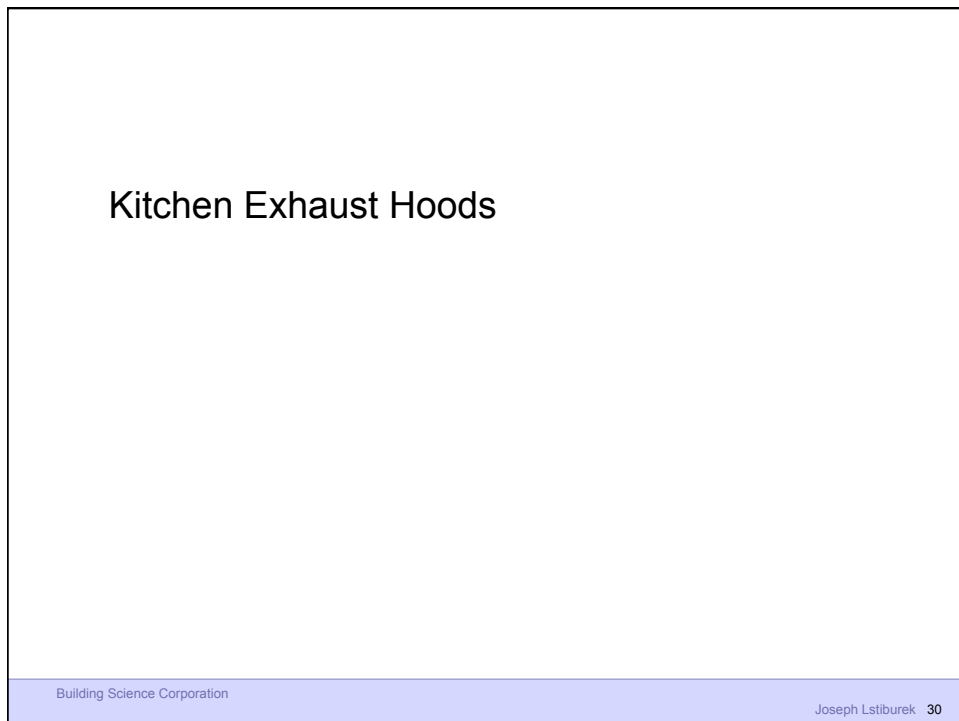 Kitchen Exhaust Hoods
Building Science Corporation
Joseph Lstiburek 30